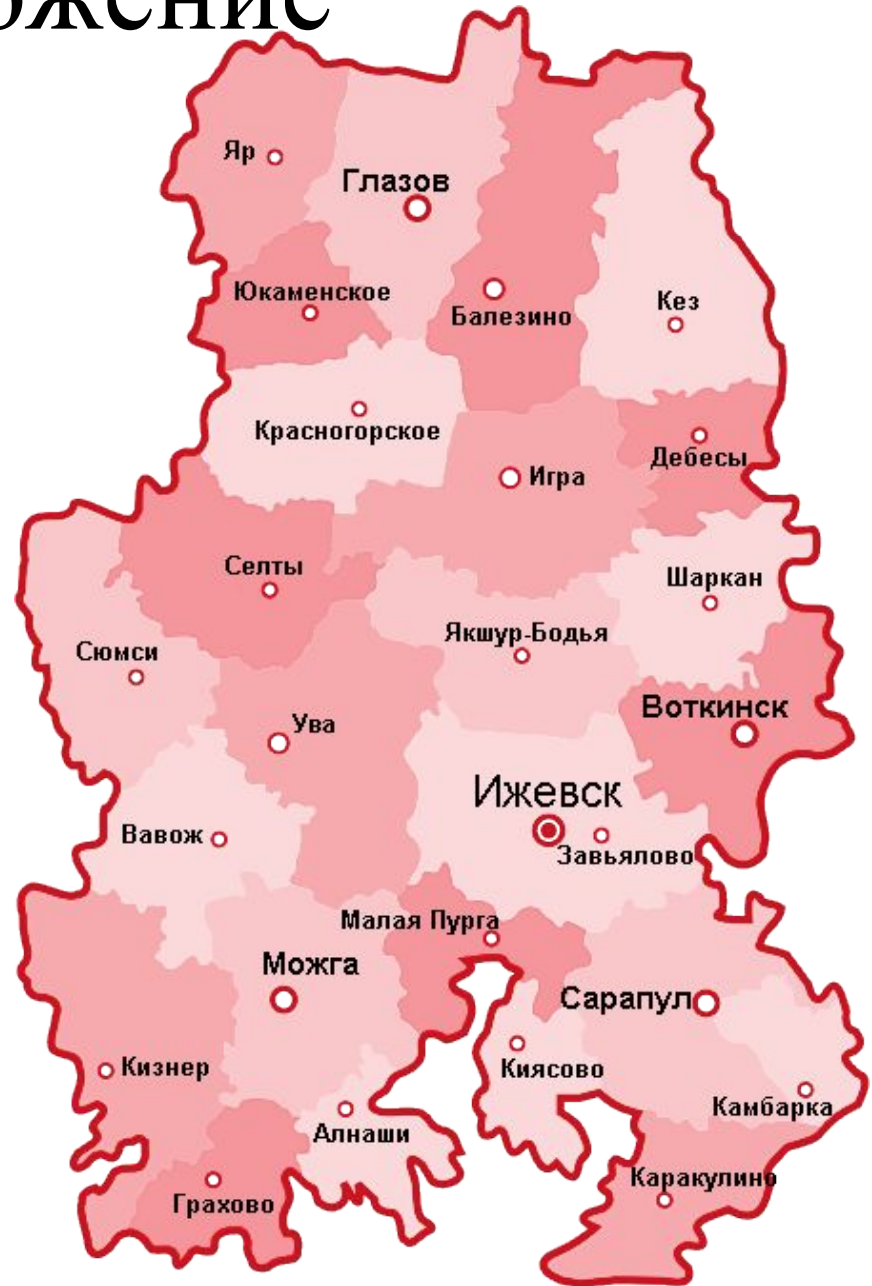 ожение
Яр
Глазов
Юкаменское
Балезино
Кез
Красногорское
Игра
Дебесы
Селты
Шаркан
Якшур-Бодья
Сюмси
Ува
Воткинск
Ижевск
Вавож
Завьялово
Малая Пурга
Можга
Сарапул
Кизнер
Киясово
Камбарка
Алнаши
Каракулино
Грахово